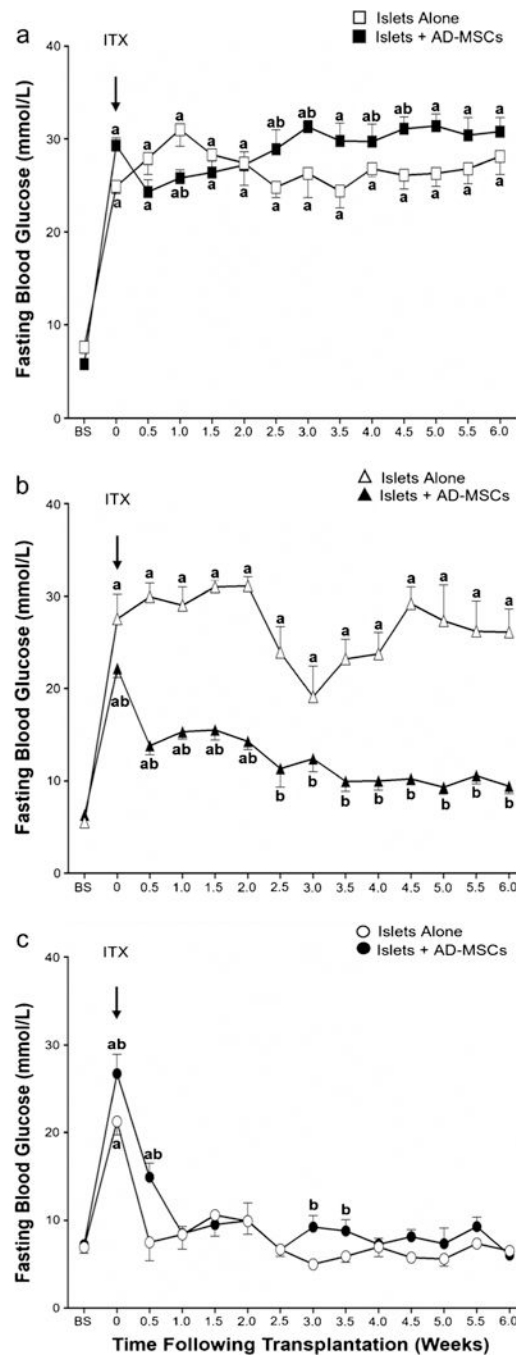 a
Islets Alone
Islets + AD-MSCs
ITX
Fasting Blood Glucose (mmol/L)
40
30
20
10
0
a a a a a ab ab a ab ab a a a
a a ab a a a a a a a a a a
BS 0 0.5 1.0 1.5 2.0 2.5 3.0 3.5 4.0 4.5 5.0 5.5 6.0
b
Islets Alone
Islets + AD-MSCs
ITX
Fasting Blood Glucose (mmol/L)
40
30
20
10
0
a a a a a a a a a a a a a
ab ab ab ab ab b b b b b b b b
BS 0 0.5 1.0 1.5 2.0 2.5 3.0 3.5 4.0 4.5 5.0 5.5 6.0
c
Islets Alone
Islets + AD-MSCs
ITX
Fasting Blood Glucose (mmol/L)
40
30
20
10
0
ab ab b b
a
BS 0 0.5 1.0 1.5 2.0 2.5 3.0 3.5 4.0 4.5 5.0 5.5 6.0
Time Following Transplantation (Weeks)